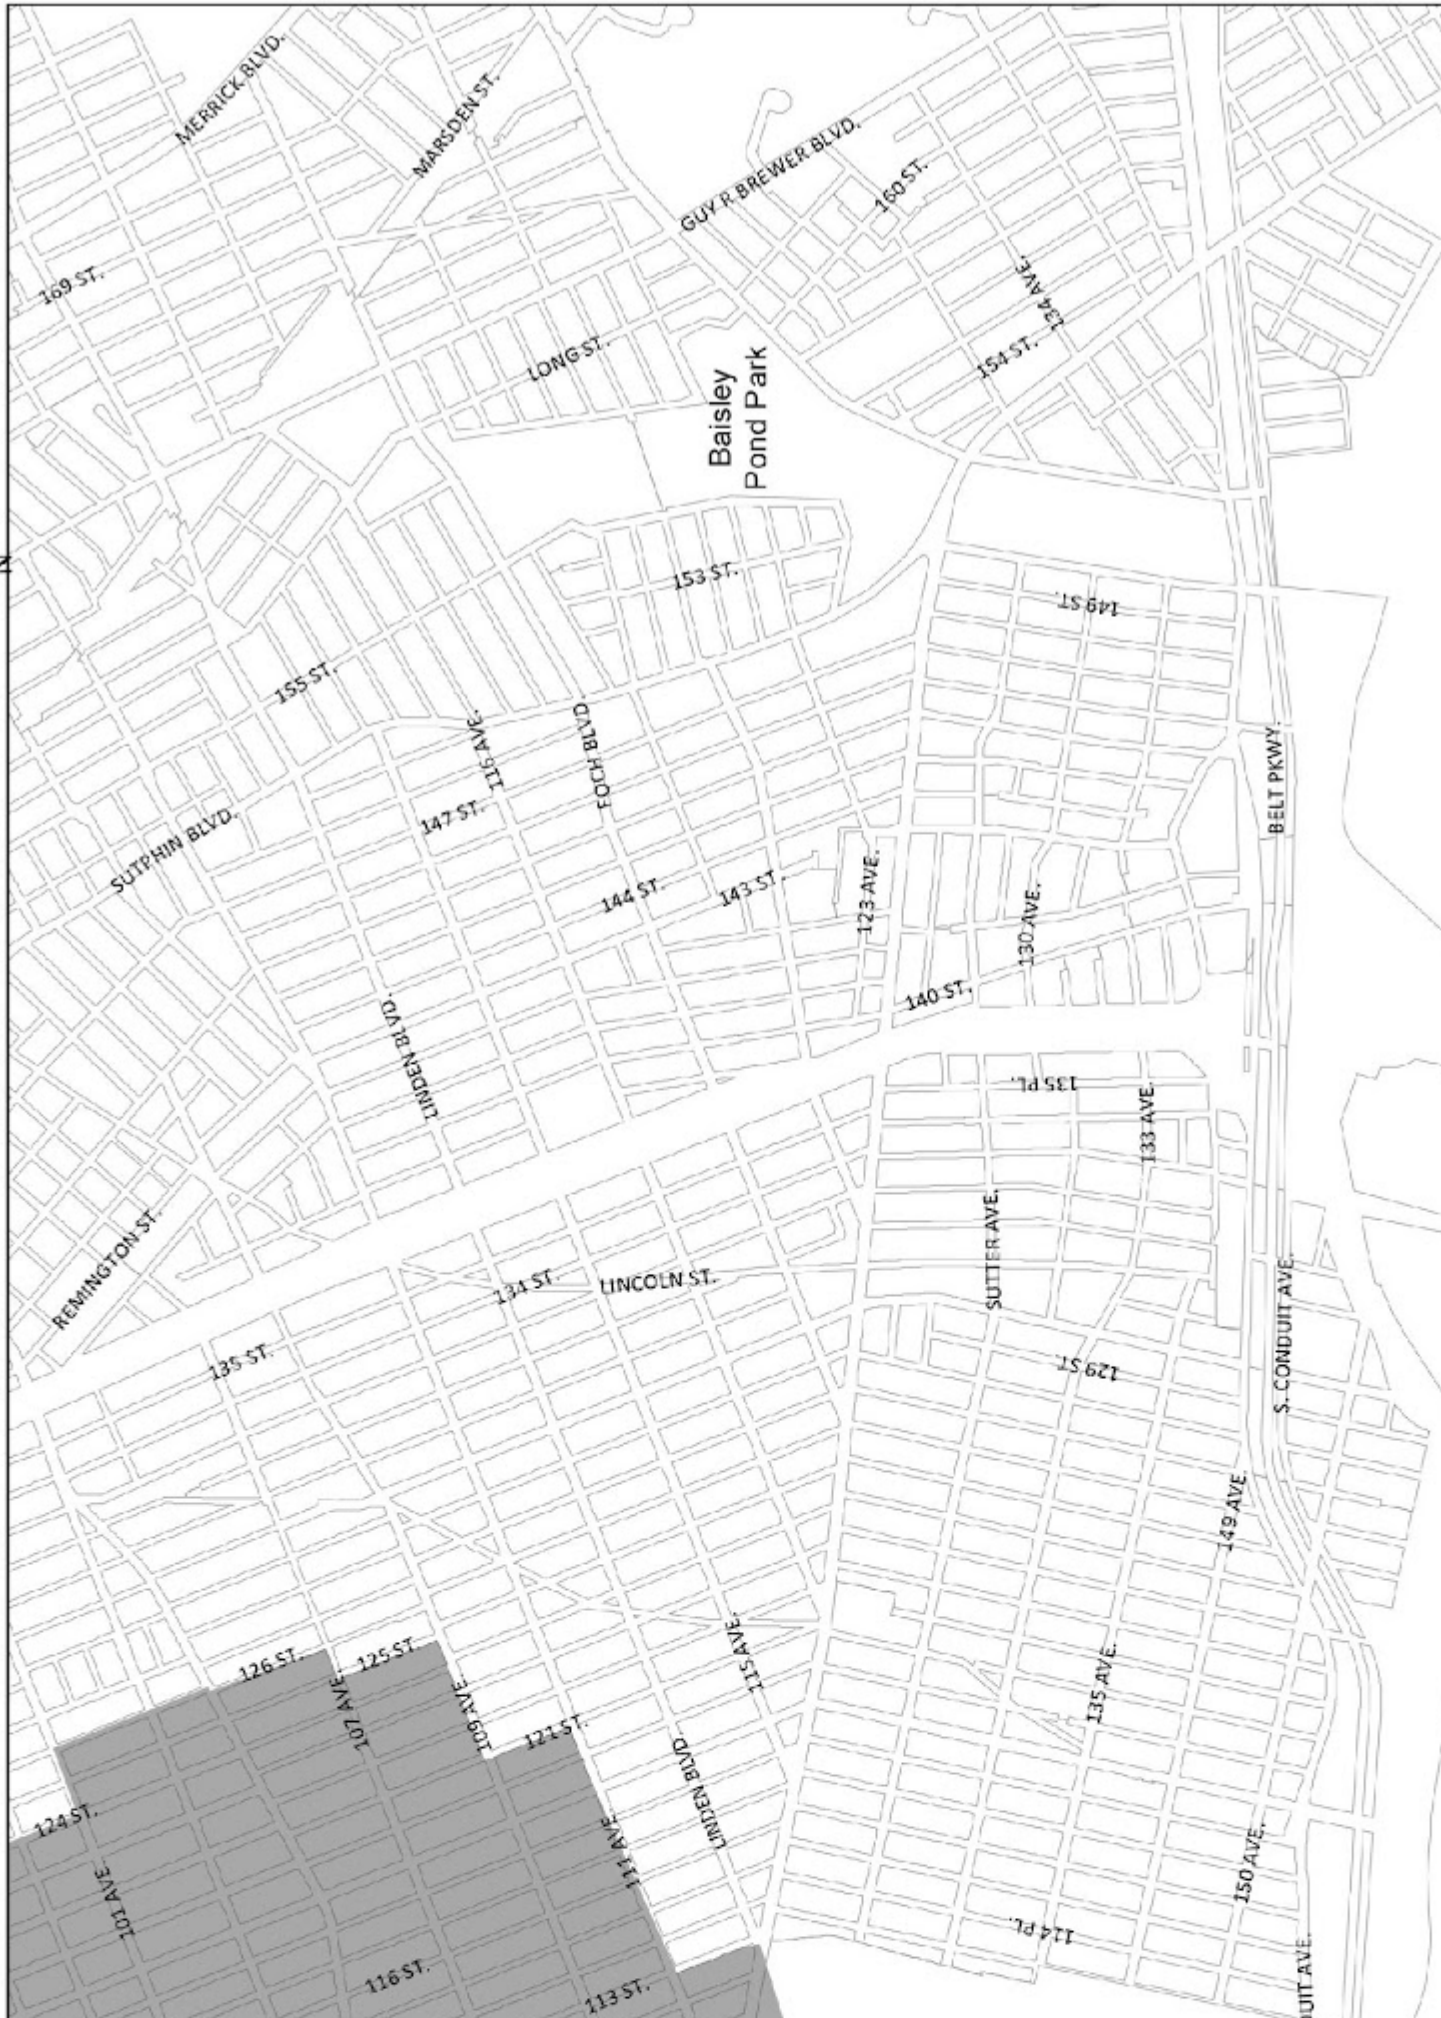 MERRICK BLVD.
MARSDEN ST.
GUY R BREWER BLVD.
160 ST.
169 ST.
134 AVE.
LONG ST.
154 ST.
Baisley
Pond Park
N
153 ST.
149 ST.
155 ST.
116 AVE.
FOCH BLVD.
BELT PKWY.
147 ST.
SUTPHIN BLVD.
144 ST.
143 ST.
123 AVE.
130 AVE.
140 ST.
LINDEN BLVD.
135 PL.
133 AVE.
REMINGTON ST.
SUTTER AVE.
134 ST.
LINCOLN ST.
135 ST.
129 ST.
S. CONDUIT AVE.
149 AVE.
126 ST.
125 ST.
115 AVE.
107 AVE.
109 AVE.
135 AVE.
121 ST.
LINDEN BLVD.
124 ST.
111 AVE
150 AVE.
101 AVE
114 PL.
116 ST.
113 ST.
DUIT AVE.